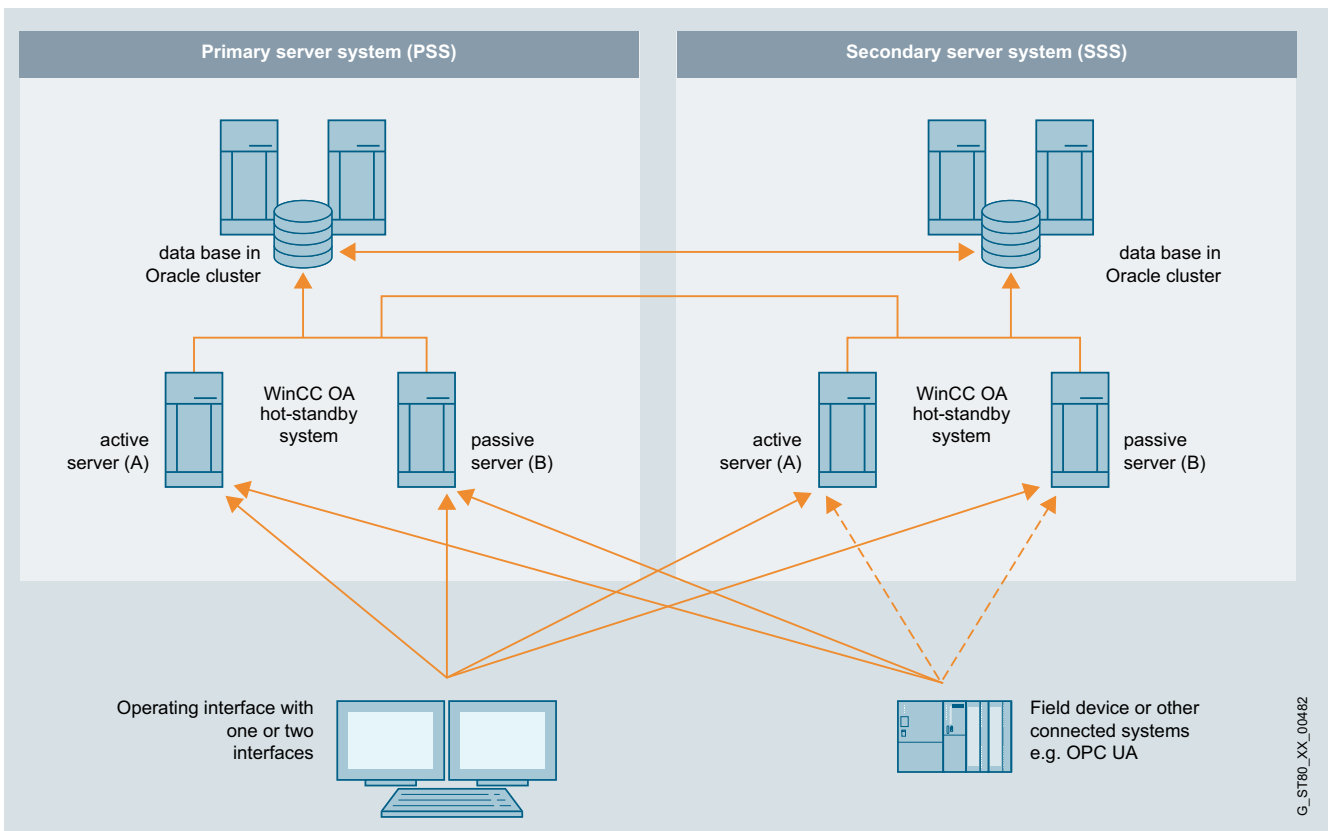 Primary server system (PSS)
Secondary server system (SSS)
data base in
Oracle cluster
data base in
Oracle cluster
WinCC OA
hot-standby
system
active
server (A)
passive
server (B)
WinCC OA
hot-standby
system
active
server (A)
passive
server (B)
Operating interface with
one or two
interfaces
Field device or other
connected systems
e.g. OPC UA
G_ST80_XX_00482